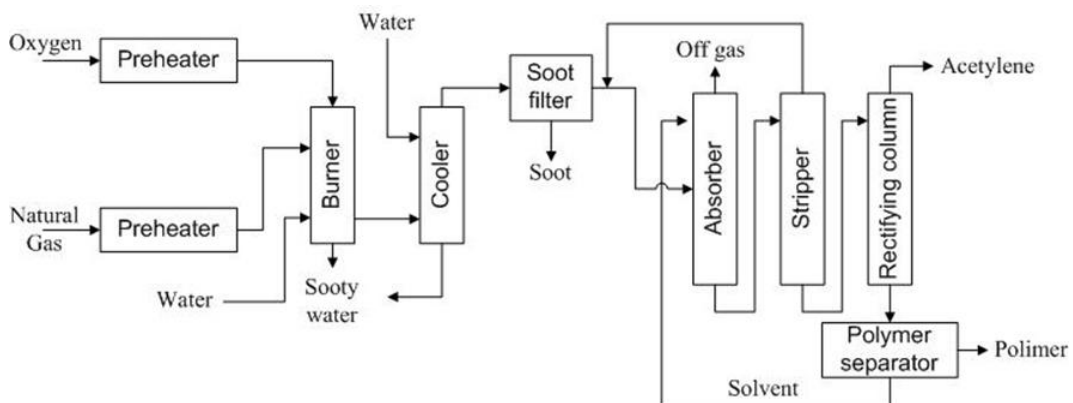 Oxygen
Preheater
Water
Off gas
Soot
filter
Acetylene
Burner
Cooler
Absorber
Stripper
Rectifying column
Soot
Natural
Gas
Preheater
Water
Sooty
water
Polymer
separator
Polimer
Solvent